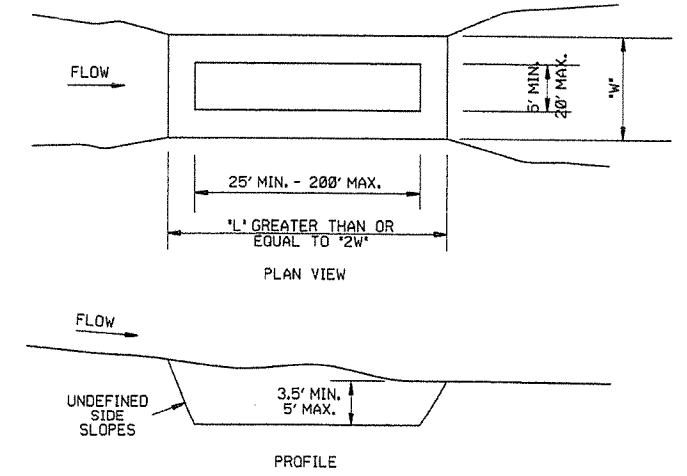 FLOW
5' MIN.
20' MAX.
"W"
25' MIN. - 200' MAX.
"L" GREATER THAN OR
EQUAL TO "2W"
PLAN VIEW
FLOW
UNDEFINED
SIDE
SLOPES
3.5' MIN.
5' MAX.
PROFILE